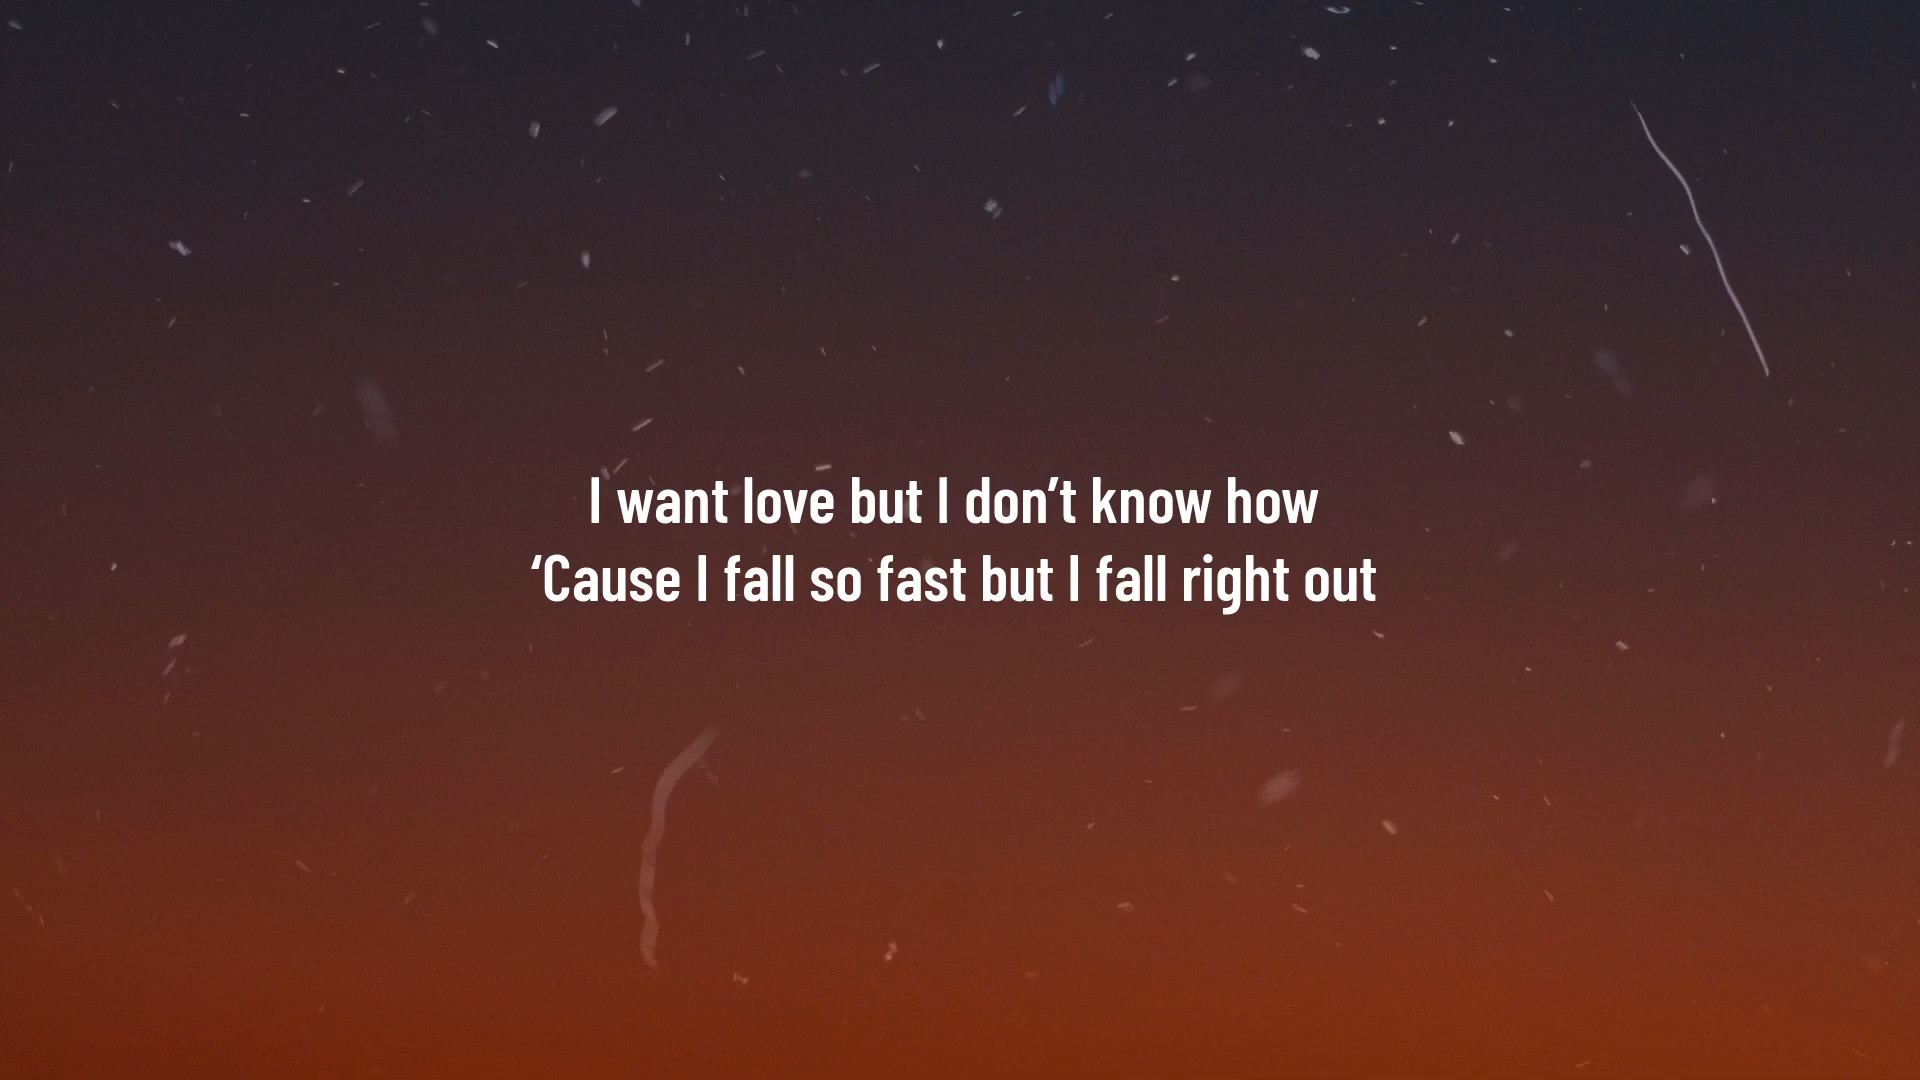 I want love but I don’t know how
‘Cause I fall so fast but I fall right out